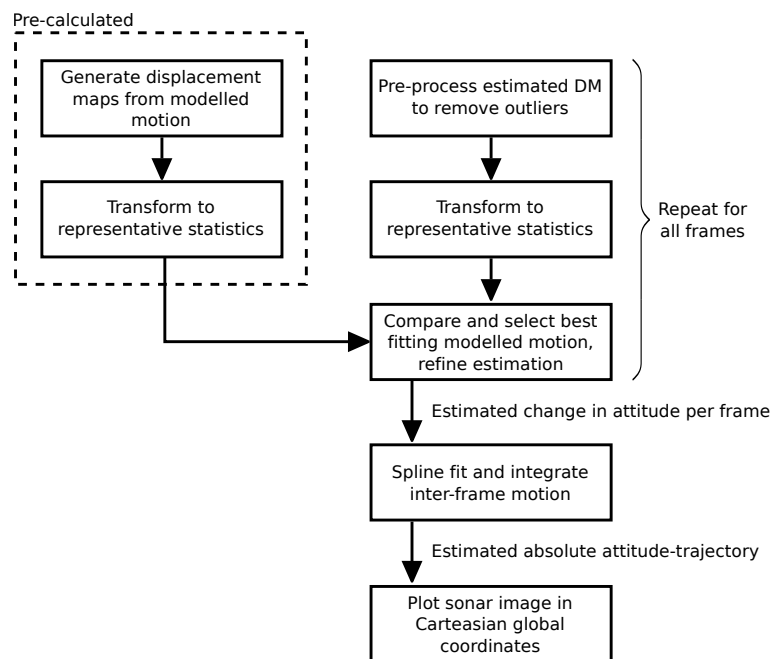 Pre-calculated
Generate displacement
maps from modelled
motion
Transform to
representative statistics
Pre-process estimated DM
to remove outliers
Transform to
representative statistics
Compare and select best
fitting modelled motion,
refine estimation
Repeat for
all frames
Estimated change in attitude per frame
Spline fit and integrate
inter-frame motion
Estimated absolute attitude-trajectory
Plot sonar image in
Carteasian global
coordinates